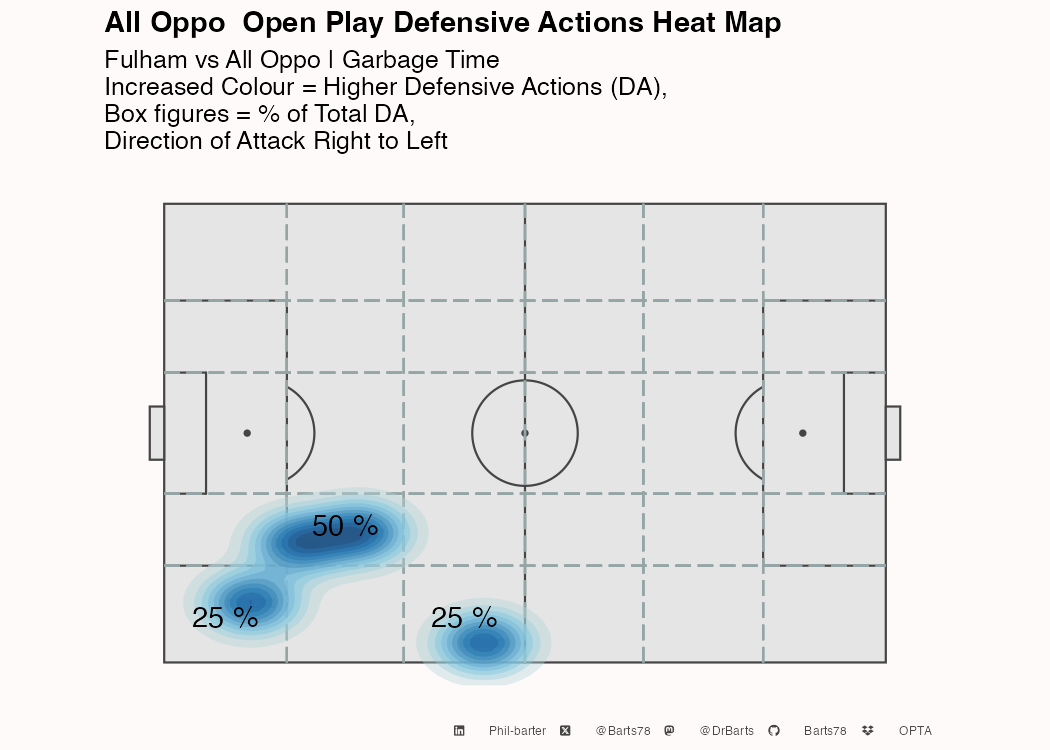 All Oppo  Open Play Defensive Actions Heat Map
Fulham vs All Oppo | Garbage Time
Increased Colour = Higher Defensive Actions (DA),
Box figures = % of Total DA,
Direction of Attack Right to Left
50 %
25 %
25 %
Phil-barter @Barts78 @DrBarts Barts78 OPTA